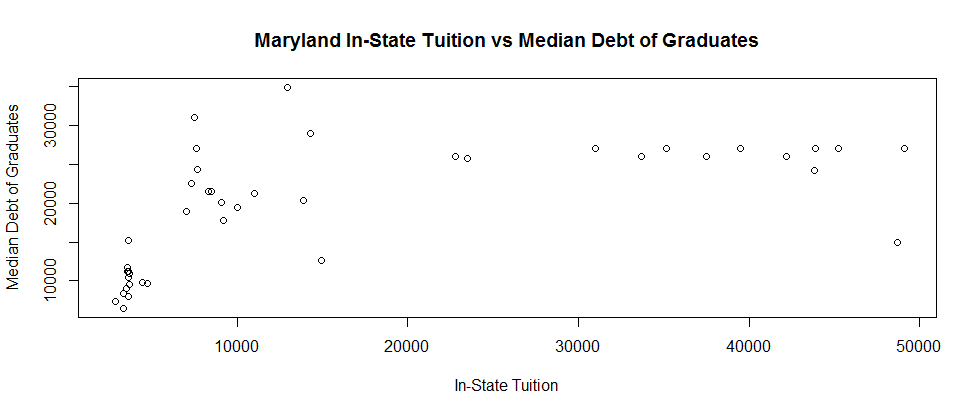 Maryland In-State Tuition vs Median Debt of Graduates
Median Debt of Graduates
30000
20000
10000
10000 20000 30000 40000 50000
In-State Tuition